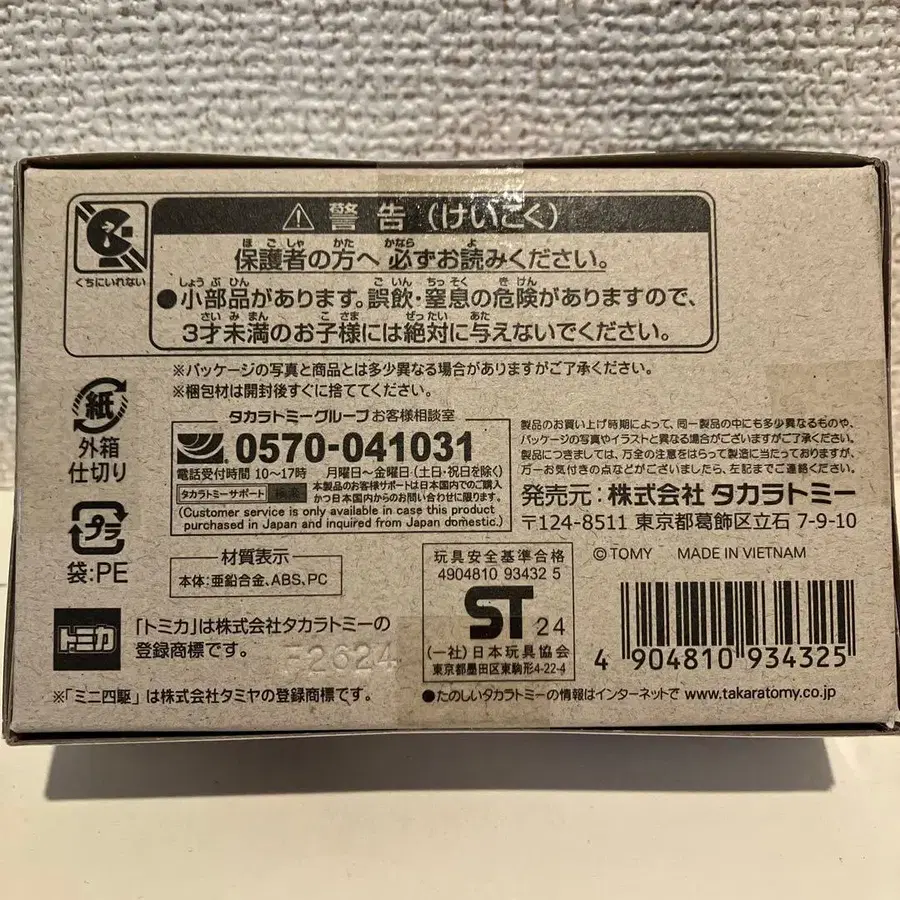 ⚠ 警告 (けいこく)
くちにいれない
保護者の方へ 必ずお読みください。
●小部品があります。誤飲・窒息の危険がありますので、
3才未満のお子様には絶対に与えないでください。
※パッケージの写真と商品とは多少異なる場合がありますがご了承ください。
※梱包材は開封後すぐに捨ててください。
紙
外箱
仕切り
プラ
袋:PE
タカラトミーグループお客様相談室
0570-041031
電話受付時間 10〜17時 月曜日〜金曜日(土日・祝日を除く)
タカラトミーサポート 検索
本製品のお客様サポートは日本国内でのご購入
かつ日本国内からのお問い合わせに限ります。
(Customer service is only available in case this product
purchased in Japan and inquired from Japan domestic.)
製品のお買い上げ時期によって、同一製品の中にも多少異なるものや、
パッケージの写真やイラストと異なる場合がございますがご了承ください。
製品につきましては、万全の注意をはらって製造に当たっておりますが、
万一お気付きの点などがございましたら、左記までご連絡ください。
発売元:株式会社 タカラトミー
〒124-8511 東京都葛飾区立石 7-9-10
材質表示
本体:亜鉛合金、ABS、PC
玩具安全基準合格
4904810 93432 5
ST 24
(一社)日本玩具協会
東京都墨田区東駒形4-22-4
© TOMY MADE IN VIETNAM
4 904810 934325
トミカ
「トミカ」は株式会社タカラトミーの
登録商標です。
2624
※「ミニ四駆」は株式会社タミヤの登録商標です。
●たのしいタカラトミーの情報はインターネットで www.takaratomy.co.jp